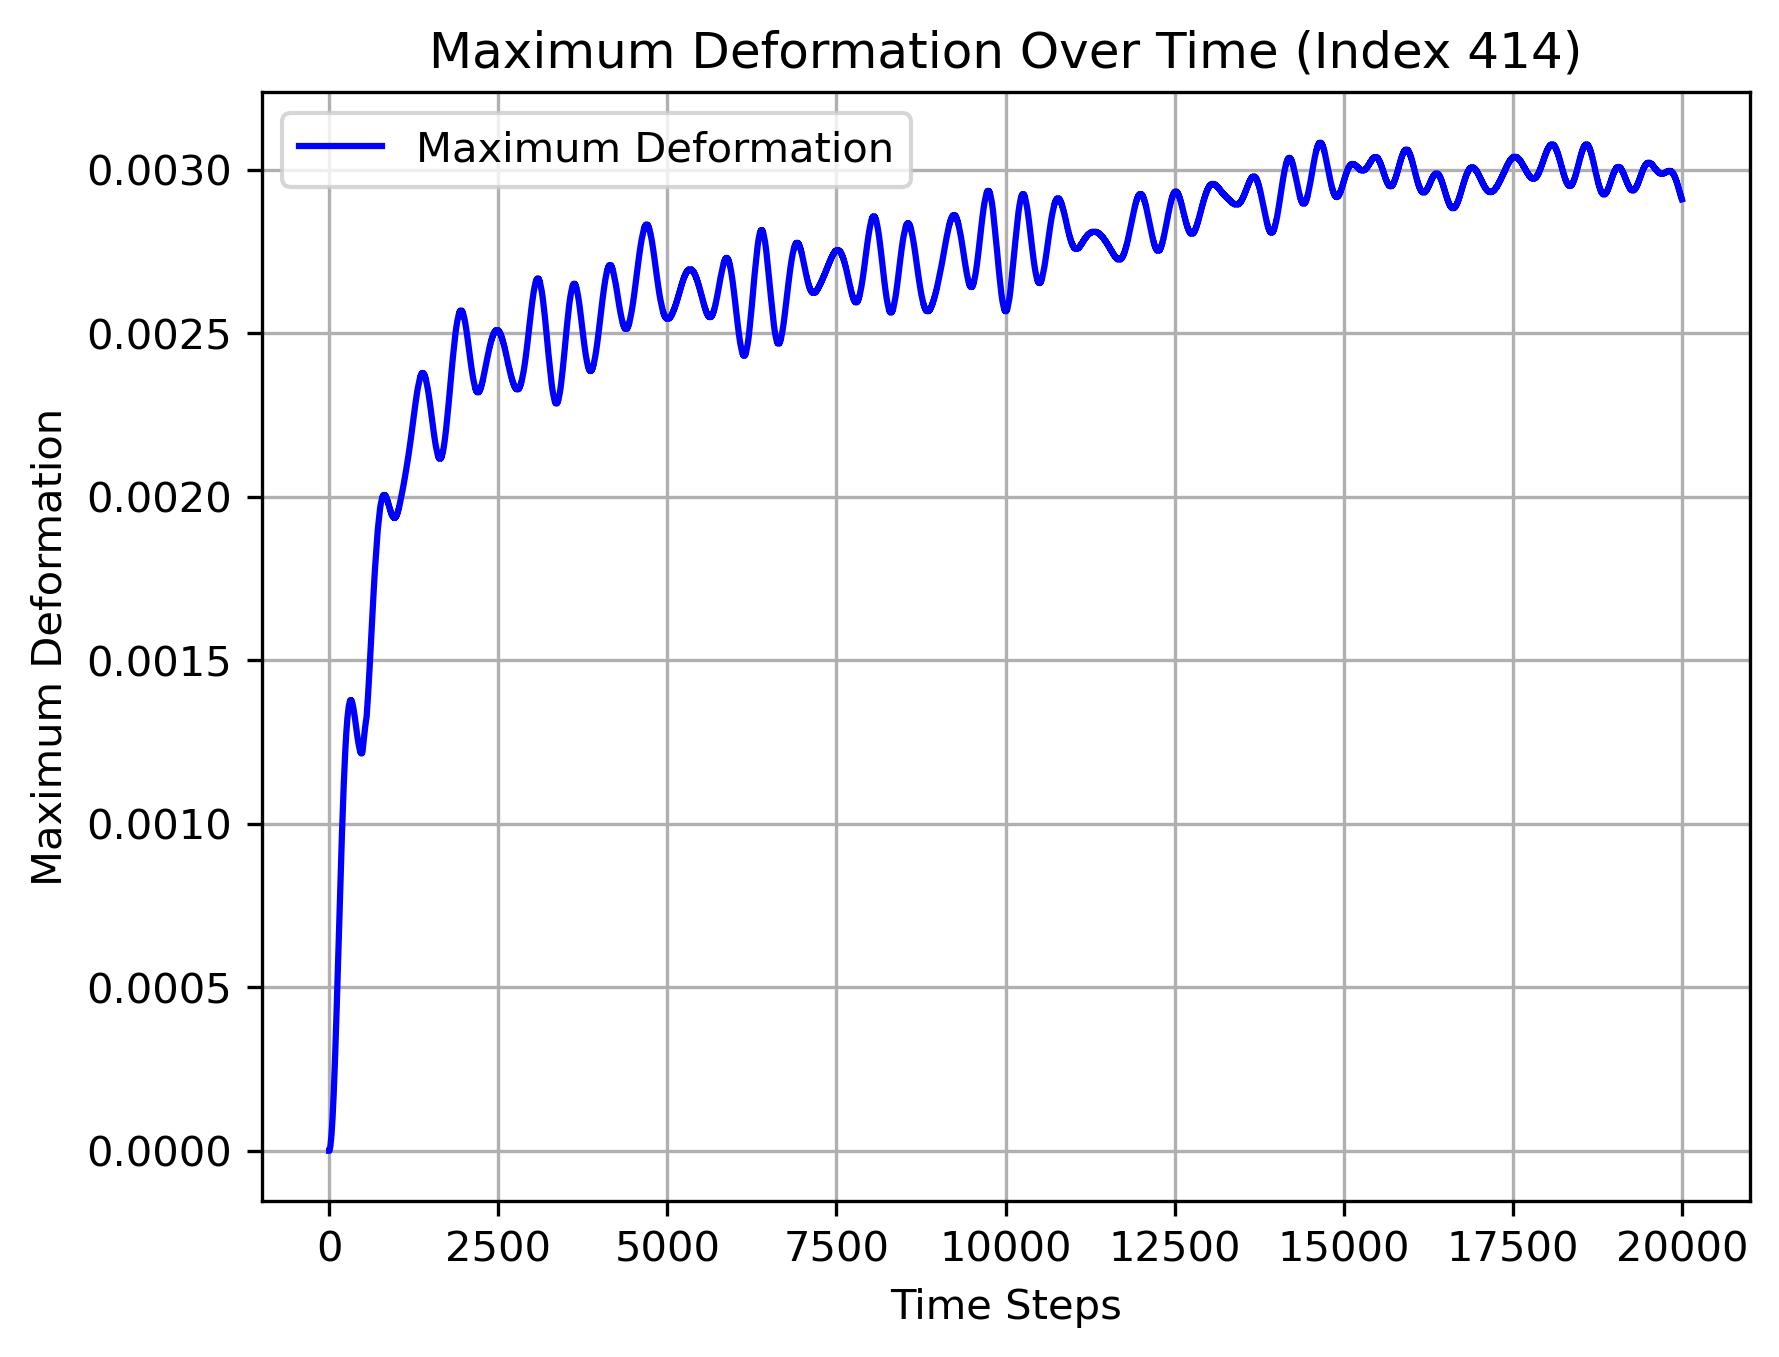 Maximum Deformation Over Time (Index 414)
Maximum Deformation
0.0030
0.0025
0.0020
0.0015
0.0010
0.0005
0.0000
Maximum Deformation
0 2500 5000 7500 10000 12500 15000 17500 20000
Time Steps